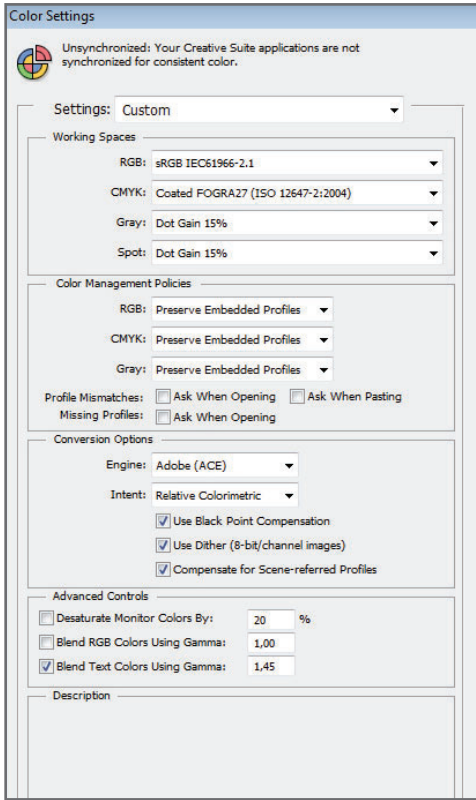 Color Settings
Unsynchronized: Your Creative Suite applications are not
synchronized for consistent color.
Settings: Custom
Working Spaces
RGB: sRGB IEC61966-2.1
CMYK: Coated FOGRA27 (ISO 12647-2:2004)
Gray: Dot Gain 15%
Spot: Dot Gain 15%
Color Management Policies
RGB: Preserve Embedded Profiles
CMYK: Preserve Embedded Profiles
Gray: Preserve Embedded Profiles
Profile Mismatches: Ask When Opening Ask When Pasting
Missing Profiles: Ask When Opening
Conversion Options
Engine: Adobe (ACE)
Intent: Relative Colorimetric
Use Black Point Compensation
Use Dither (8-bit/channel images)
Compensate for Scene-referred Profiles
Advanced Controls
Desaturate Monitor Colors By: 20 %
Blend RGB Colors Using Gamma: 1,00
Blend Text Colors Using Gamma: 1,45
Description